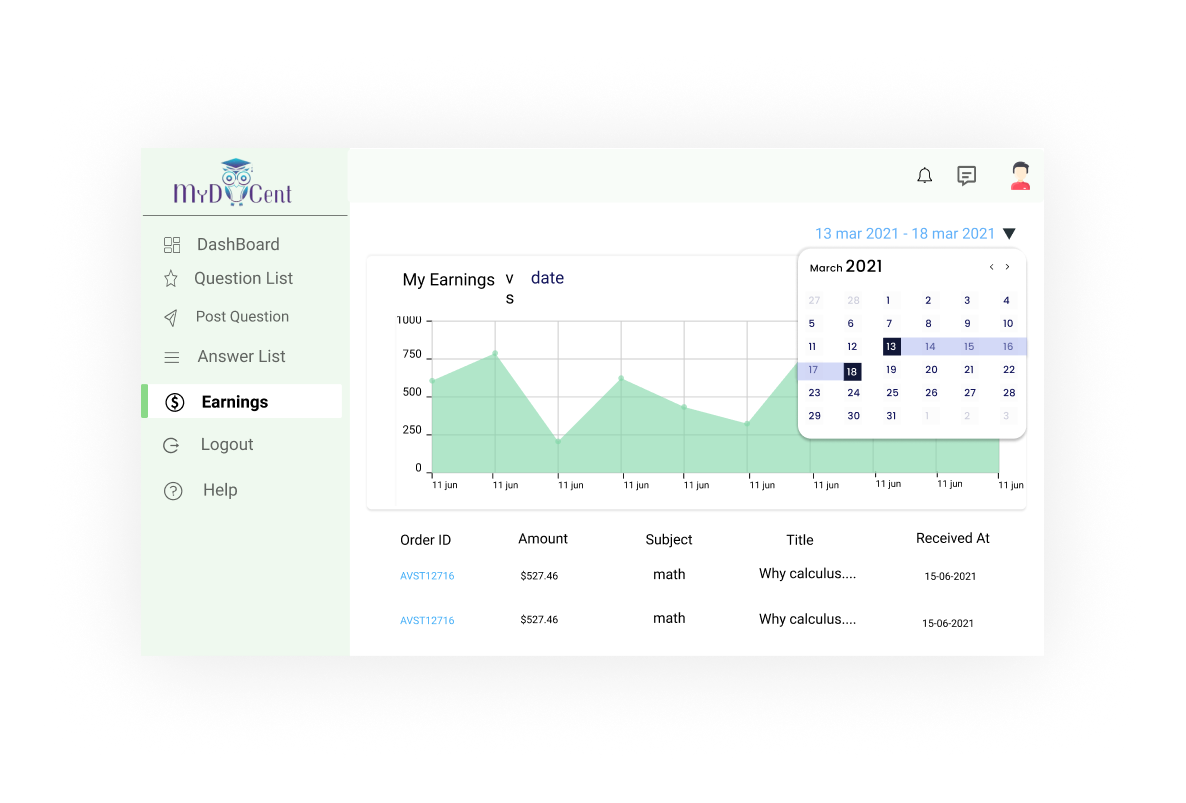 MyDoCent
DashBoard
Question List
Post Question
Answer List
Earnings
Logout
Help
13 mar 2021 - 18 mar 2021
My Earnings vs date
March 2021
27 28 1 2 3 4
5 6 7 8 9 10
11 12 13 14 15 16
17 18 19 20 21 22
23 24 25 26 27 28
29 30 31 1 2 3
1000
750
500
250
0
11 jun 11 jun 11 jun 11 jun 11 jun 11 jun 11 jun 11 jun 11 jun 11 jun
Order ID Amount Subject Title Received At
AVST12716 $527.46 math Why calculus.... 15-06-2021
AVST12716 $527.46 math Why calculus.... 15-06-2021